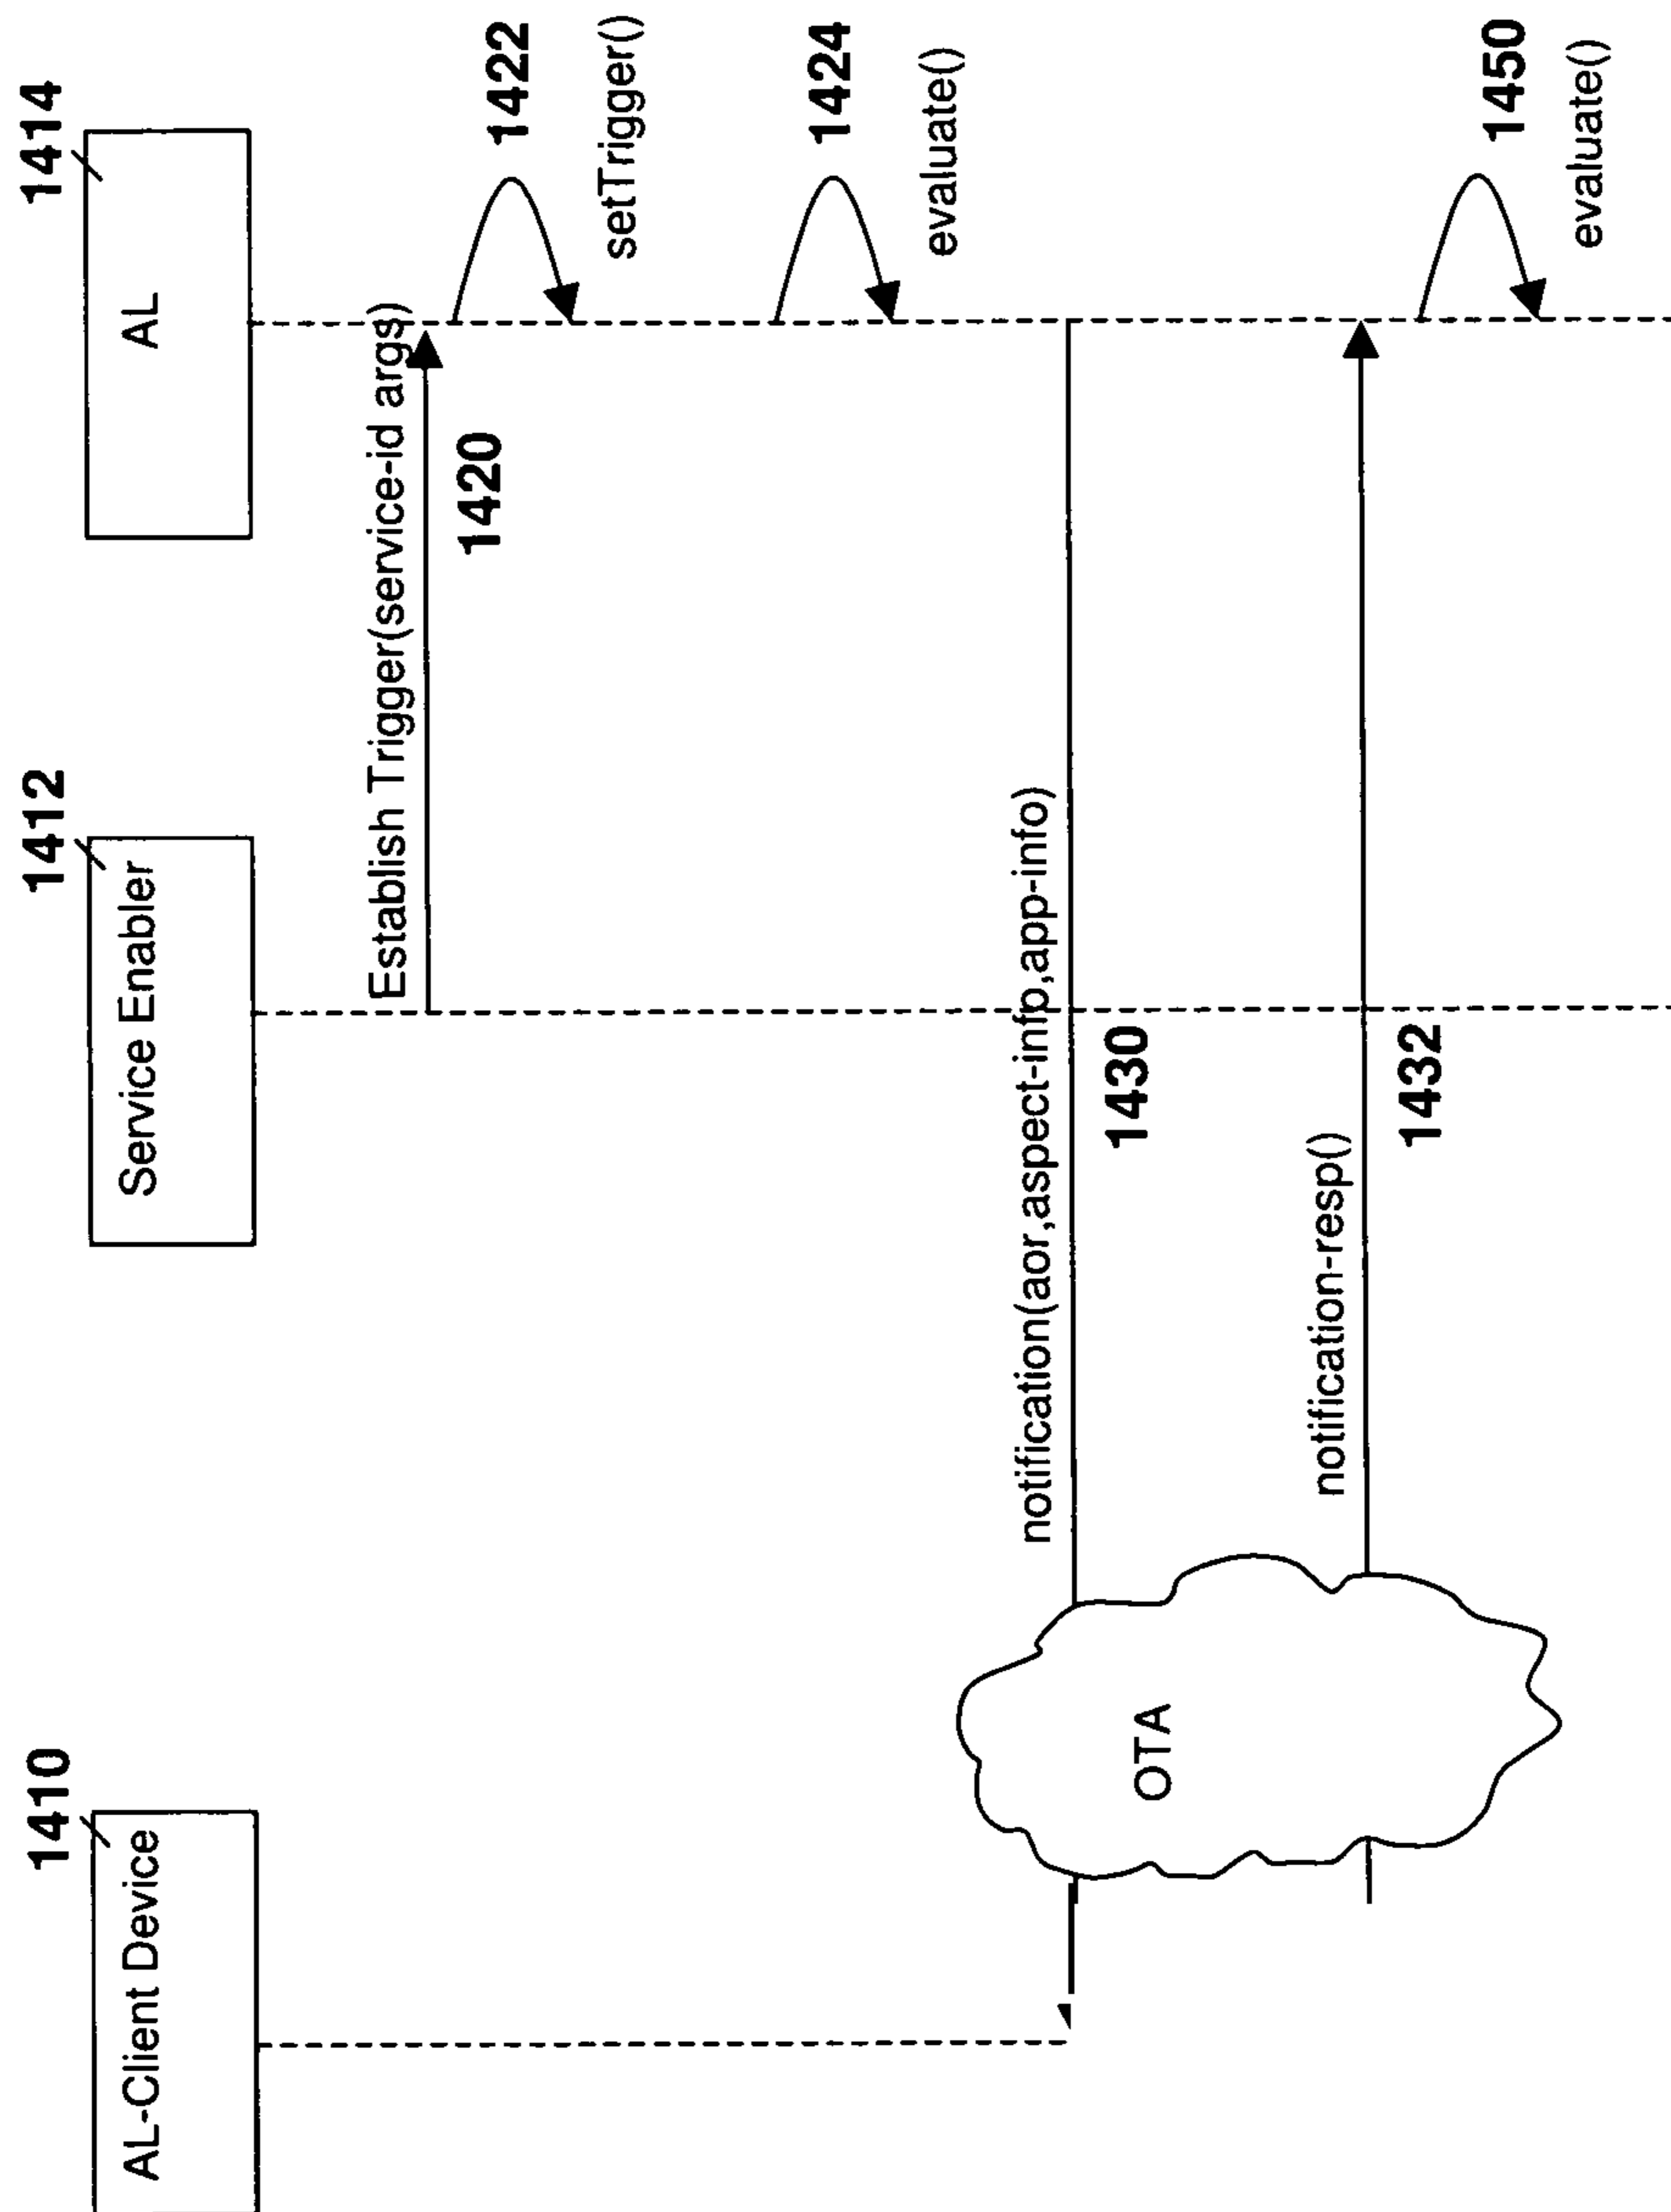 1410
AL-Client Device
1412
Service Enabler
1414
AL
Establish Trigger(service-id args)
1420
1422
setTrigger()
1424
evaluate()
notification(aor,aspect-info,app-info)
1430
OTA
notification-resp()
1432
1450
evaluate()